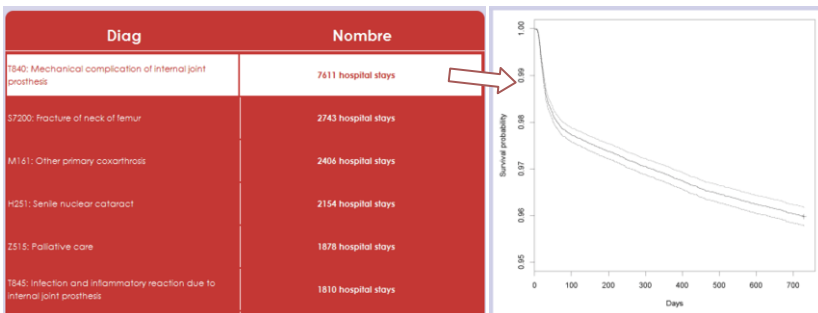 Diag Nombre
T840: Mechanical complication of internal joint
prosthesis
7611 hospital stays
S7200: Fracture of neck of femur 2743 hospital stays
M161: Other primary coxarthrosis 2406 hospital stays
H251: Senile nuclear cataract 2154 hospital stays
Z515: Palliative care 1878 hospital stays
T845: Infection and inflammatory reaction due to
internal joint prosthesis
1810 hospital stays
Survival probability
1.00
0.99
0.98
0.97
0.96
0.95
0 100 200 300 400 500 600 700
Days